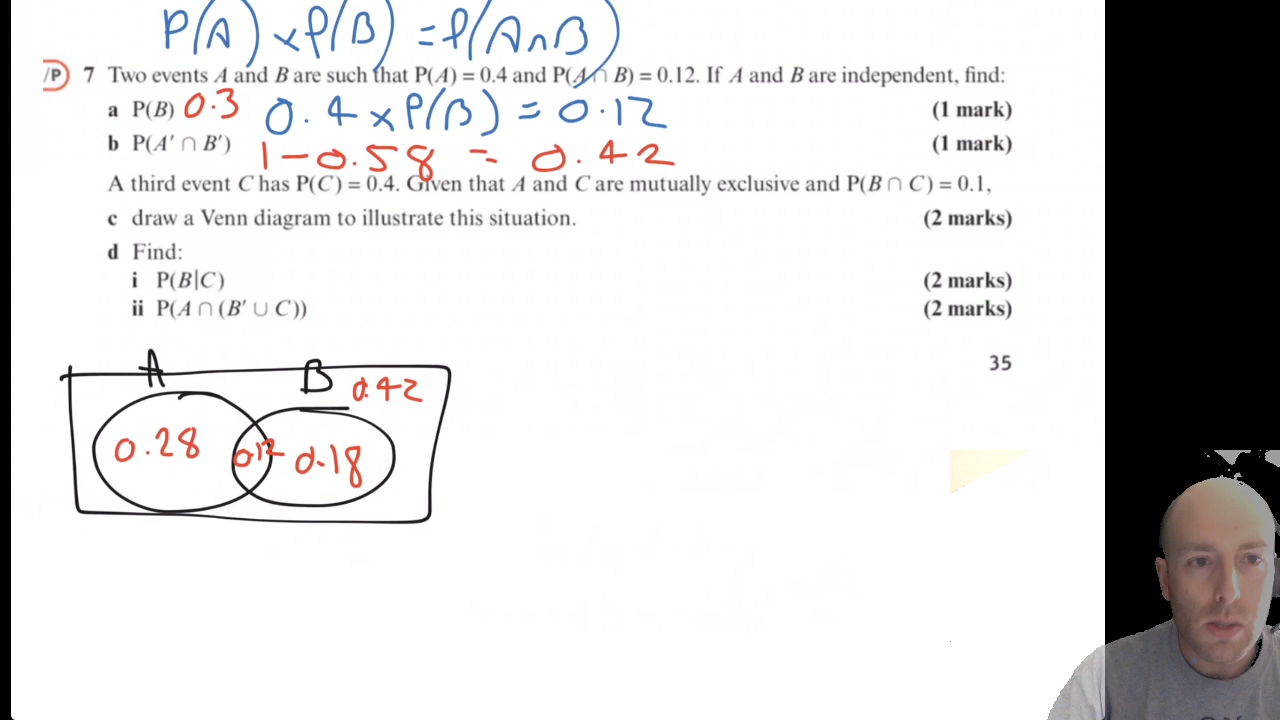 P(A) × P(B) = P(A∩B)
/P 7 Two events A and B are such that P(A) = 0.4 and P(A ∩ B) = 0.12. If A and B are independent, find:
a P(B) 0.3 0.4 × P(B) = 0.12 (1 mark)
b P(A′ ∩ B′) 1 - 0.58 = 0.42 (1 mark)
A third event C has P(C) = 0.4. Given that A and C are mutually exclusive and P(B ∩ C) = 0.1,
c draw a Venn diagram to illustrate this situation. (2 marks)
d Find:
i P(B|C) (2 marks)
ii P(A ∩ (B′ ∪ C)) (2 marks)
35
A B 0.42
0.28 0.12 0.18